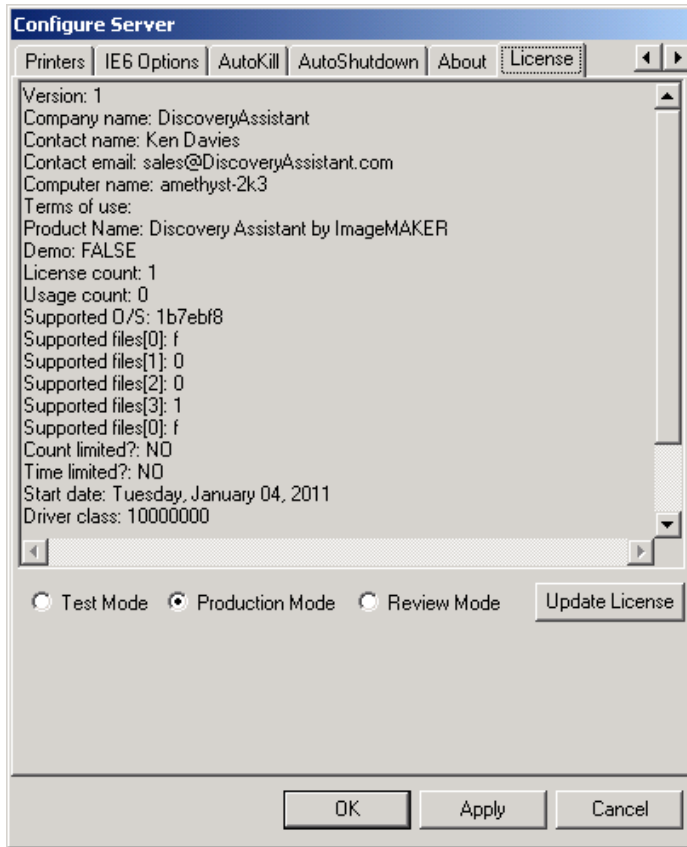 Configure Server
Printers IE6 Options AutoKill AutoShutdown About License
Version: 1
Company name: DiscoveryAssistant
Contact name: Ken Davies
Contact email: sales@DiscoveryAssistant.com
Computer name: amethyst-2k3
Terms of use:
Product Name: Discovery Assistant by ImageMAKER
Demo: FALSE
License count: 1
Usage count: 0
Supported O/S: 1b7ebf8
Supported files[0]: f
Supported files[1]: 0
Supported files[2]: 0
Supported files[3]: 1
Supported files[0]: f
Count limited?: NO
Time limited?: NO
Start date: Tuesday, January 04, 2011
Driver class: 10000000
Test Mode Production Mode Review Mode Update License
OK Apply Cancel